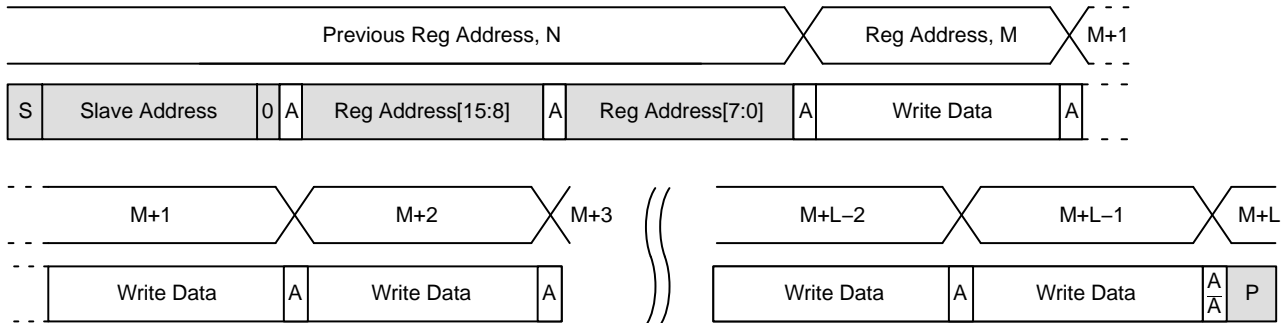 Previous Reg Address, N Reg Address, M M+1
S Slave Address 0 A Reg Address[15:8] A Reg Address[7:0] A Write Data A
M+1 M+2 M+3 M+L−2 M+L−1 M+L
Write Data A Write Data A Write Data A Write Data A A̅ P